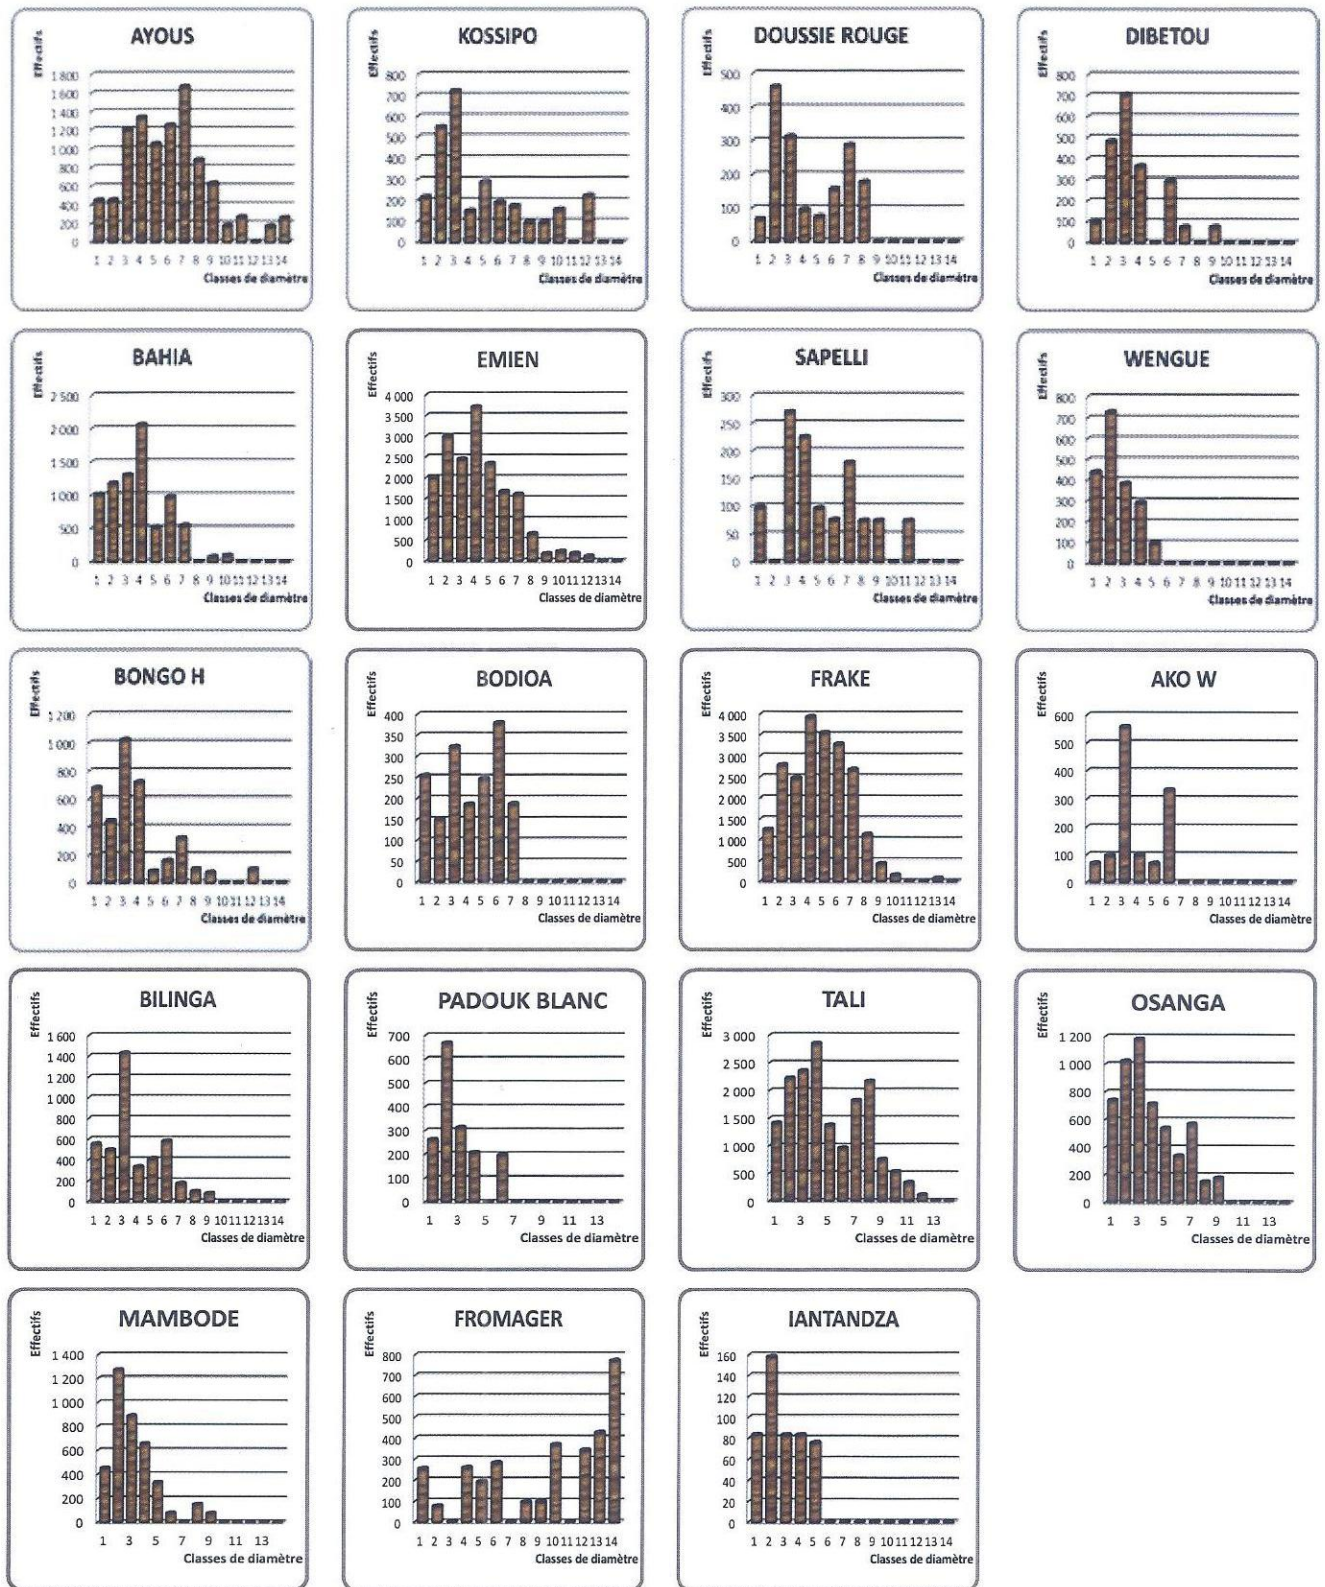 AYOUS
Effectifs
1 800
1 600
1 400
1 200
1 000
800
600
400
200
0
1 2 3 4 5 6 7 8 9 10 11 12 13 14
Classes de diamètre
KOSSIPO
Effectifs
800
700
600
500
400
300
200
100
0
1 2 3 4 5 6 7 8 9 10 11 12 13 14
Classes de diamètre
DOUSSIE ROUGE
Effectifs
500
400
300
200
100
0
1 2 3 4 5 6 7 8 9 10 11 12 13 14
Classes de diamètre
DIBETOU
Effectifs
800
700
600
500
400
300
200
100
0
1 2 3 4 5 6 7 8 9 10 11 12 13 14
Classes de diamètre
BAHIA
Effectifs
2 500
2 000
1 500
1 000
500
0
1 2 3 4 5 6 7 8 9 10 11 12 13 14
Classes de diamètre
EMIEN
Effectifs
4 000
3 500
3 000
2 500
2 000
1 500
1 000
500
0
1 2 3 4 5 6 7 8 9 10 11 12 13 14
Classes de diamètre
SAPELLI
Effectifs
300
250
200
150
100
50
0
1 2 3 4 5 6 7 8 9 10 11 12 13 14
Classes de diamètre
WENGUE
Effectifs
800
700
600
500
400
300
200
100
0
1 2 3 4 5 6 7 8 9 10 11 12 13 14
Classes de diamètre
BONGO H
Effectifs
1 200
1 000
800
600
400
200
0
1 2 3 4 5 6 7 8 9 10 11 12 13 14
Classes de diamètre
BODIOA
Effectifs
400
350
300
250
200
150
100
50
0
1 2 3 4 5 6 7 8 9 10 11 12 13 14
Classes de diamètre
FRAKE
Effectifs
4 000
3 500
3 000
2 500
2 000
1 500
1 000
500
0
1 2 3 4 5 6 7 8 9 10 11 12 13 14
Classes de diamètre
AKO W
Effectifs
600
500
400
300
200
100
0
1 2 3 4 5 6 7 8 9 10 11 12 13 14
Classes de diamètre
BILINGA
Effectifs
1 600
1 400
1 200
1 000
800
600
400
200
0
1 2 3 4 5 6 7 8 9 10 11 12 13 14
Classes de diamètre
PADOUK BLANC
Effectifs
700
600
500
400
300
200
100
0
1 3 5 7 9 11 13
Classes de diamètre
TALI
Effectifs
3 000
2 500
2 000
1 500
1 000
500
0
1 3 5 7 9 11 13
Classes de diamètre
OSANGA
Effectifs
1 200
1 000
800
600
400
200
0
1 3 5 7 9 11 13
Classes de diamètre
MAMBODE
Effectifs
1 400
1 200
1 000
800
600
400
200
0
1 3 5 7 9 11 13
Classes de diamètre
FROMAGER
Effectifs
800
700
600
500
400
300
200
100
0
1 2 3 4 5 6 7 8 9 10 11 12 13 14
Classes de diamètre
IANTANDZA
Effectifs
160
140
120
100
80
60
40
20
0
1 2 3 4 5 6 7 8 9 10 11 12 13 14
Classes de diamètre